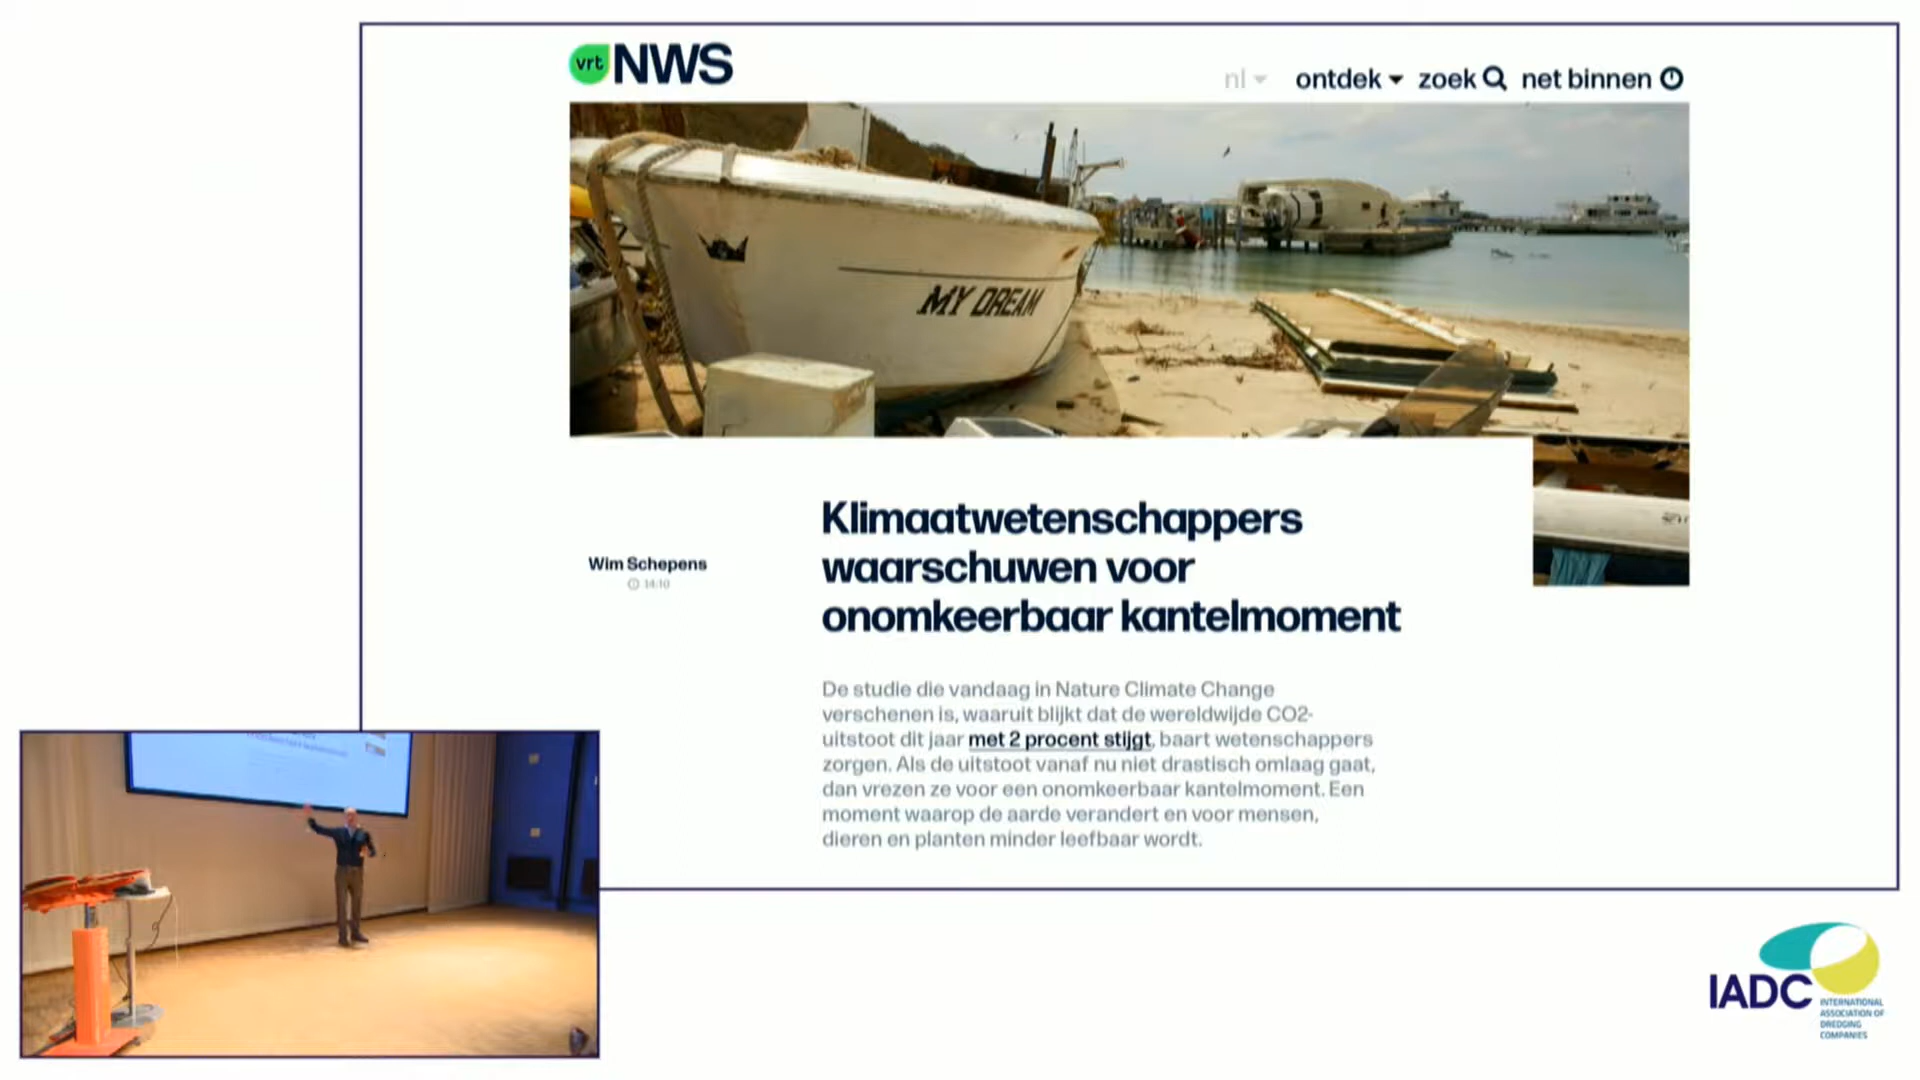 vrt NWS
nl ontdek zoek net binnen
MY DREAM
Klimaatwetenschappers
waarschuwen voor
onomkeerbaar kantelmoment
Wim Schepens
14:10
De studie die vandaag in Nature Climate Change
verschenen is, waaruit blijkt dat de wereldwijde CO2-
uitstoot dit jaar met 2 procent stijgt, baart wetenschappers
zorgen. Als de uitstoot vanaf nu niet drastisch omlaag gaat,
dan vrezen ze voor een onomkeerbaar kantelmoment. Een
moment waarop de aarde verandert en voor mensen,
dieren en planten minder leefbaar wordt.
IADC
INTERNATIONAL
ASSOCIATION OF
DREDGING
COMPANIES